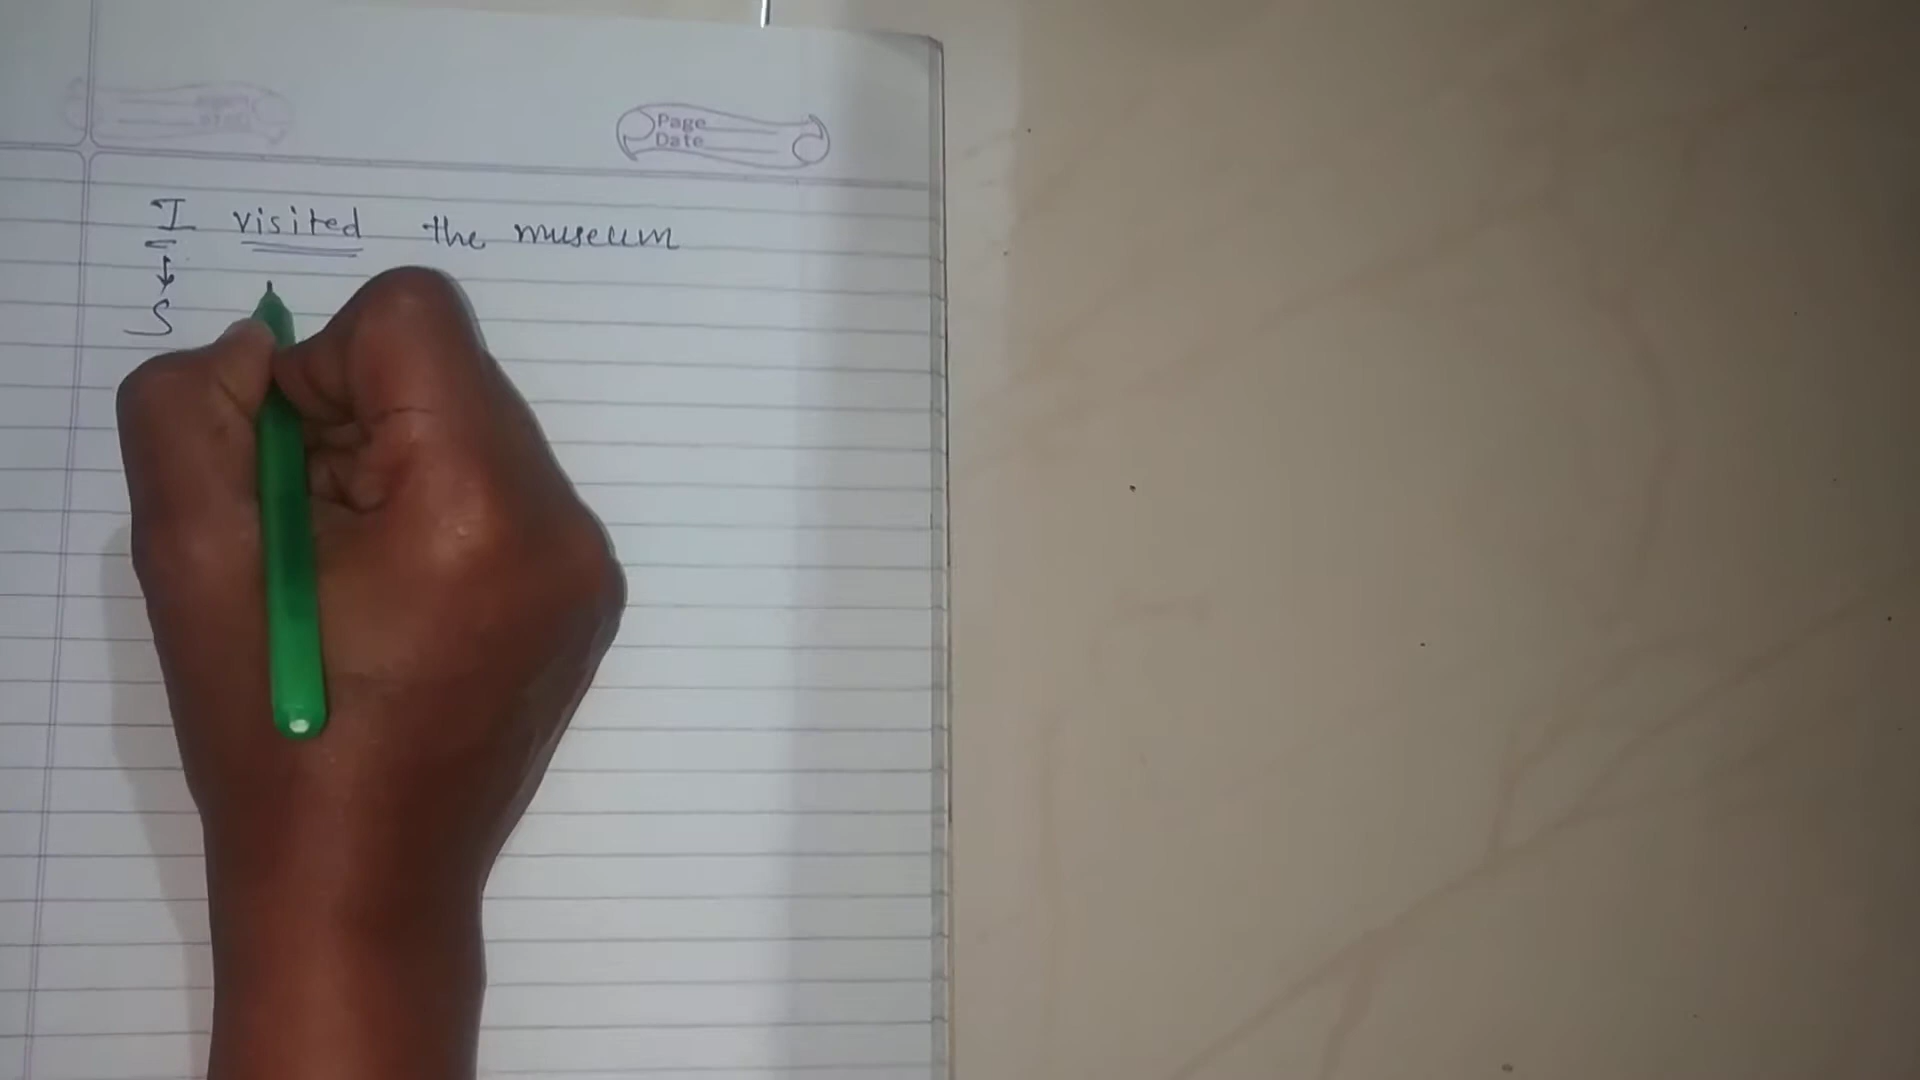 Page
Date
I visited the museum
↓
S